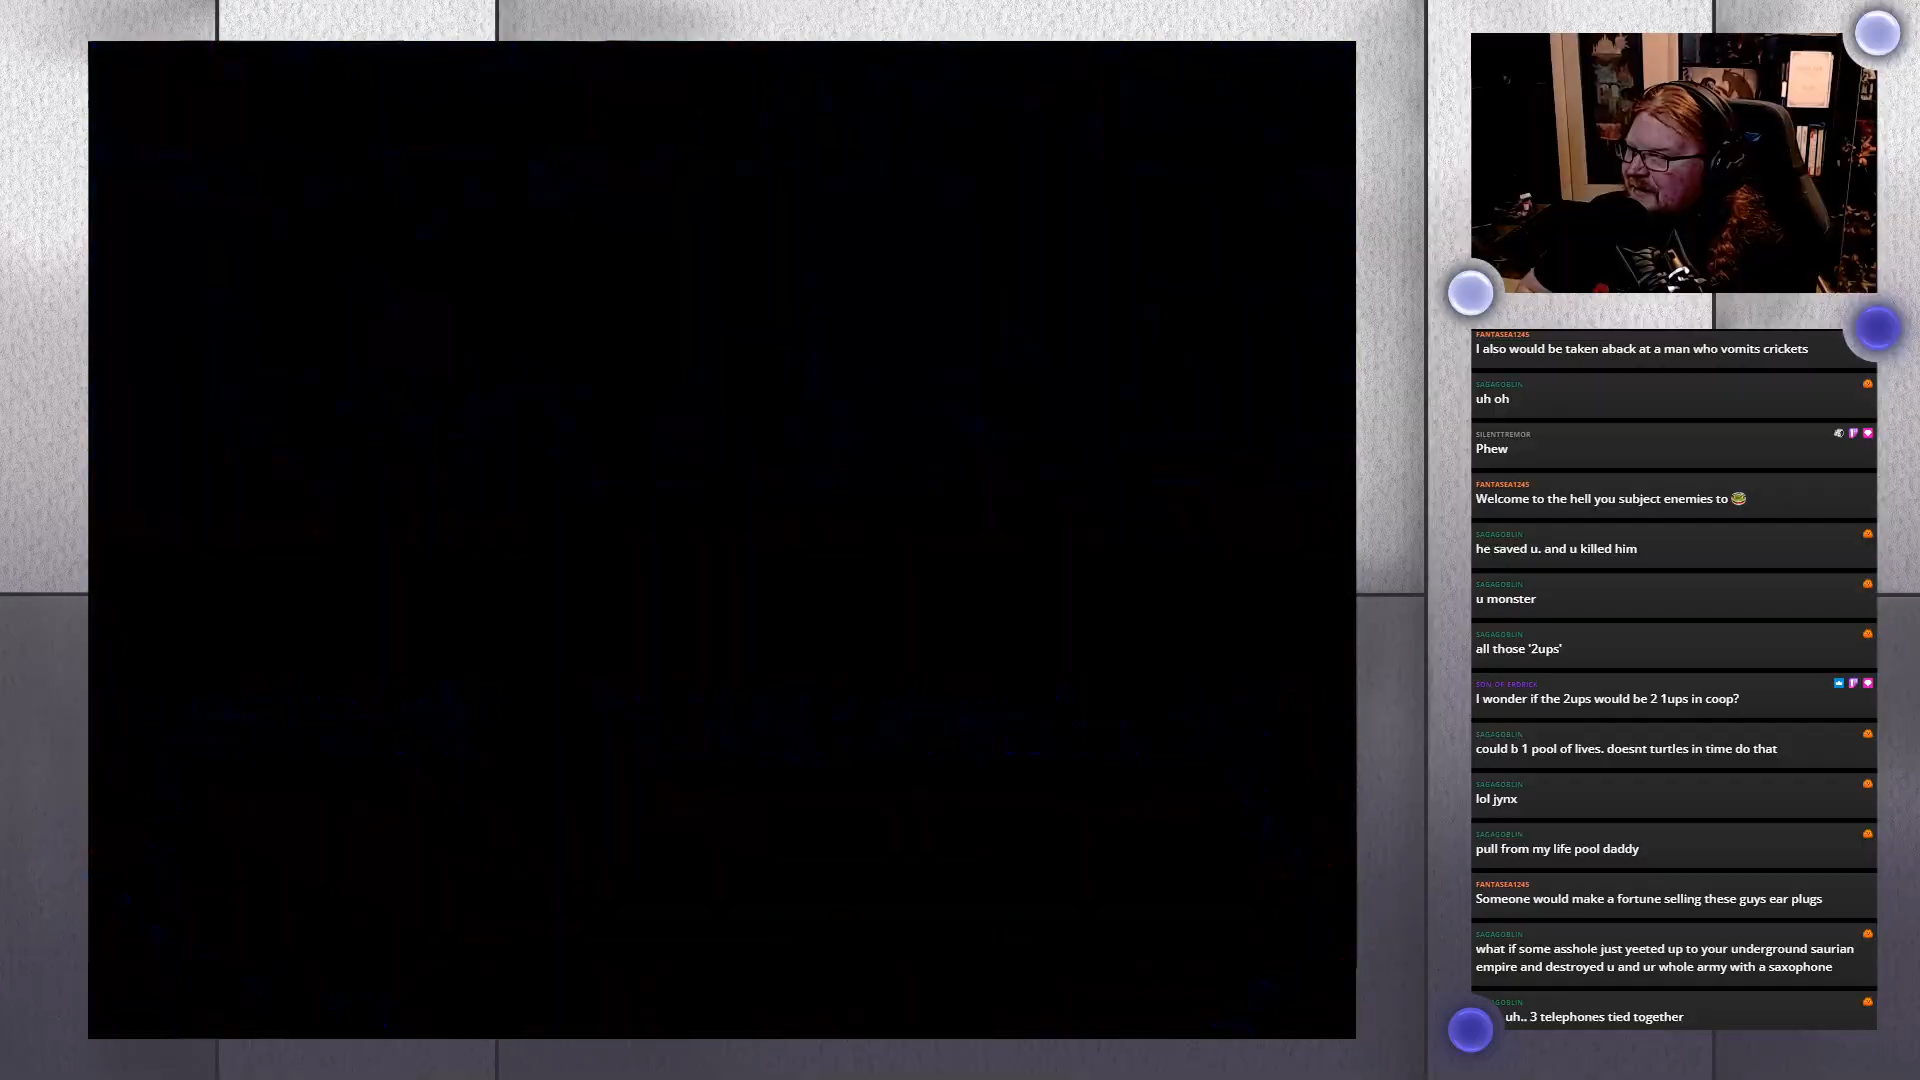 FANTASEA1245
I also would be taken aback at a man who vomits crickets
SAGAGOBLIN
uh oh
SILENTTREMOR
Phew
FANTASEA1245
Welcome to the hell you subject enemies to
SAGAGOBLIN
he saved u. and u killed him
SAGAGOBLIN
u monster
SAGAGOBLIN
all those '2ups'
SON_OF_ERDRICK
I wonder if the 2ups would be 2 1ups in coop?
SAGAGOBLIN
could b 1 pool of lives. doesnt turtles in time do that
SAGAGOBLIN
lol jynx
SAGAGOBLIN
pull from my life pool daddy
FANTASEA1245
Someone would make a fortune selling these guys ear plugs
SAGAGOBLIN
what if some asshole just yeeted up to your underground saurian
empire and destroyed u and ur whole army with a saxophone
GOBLIN
uh.. 3 telephones tied together